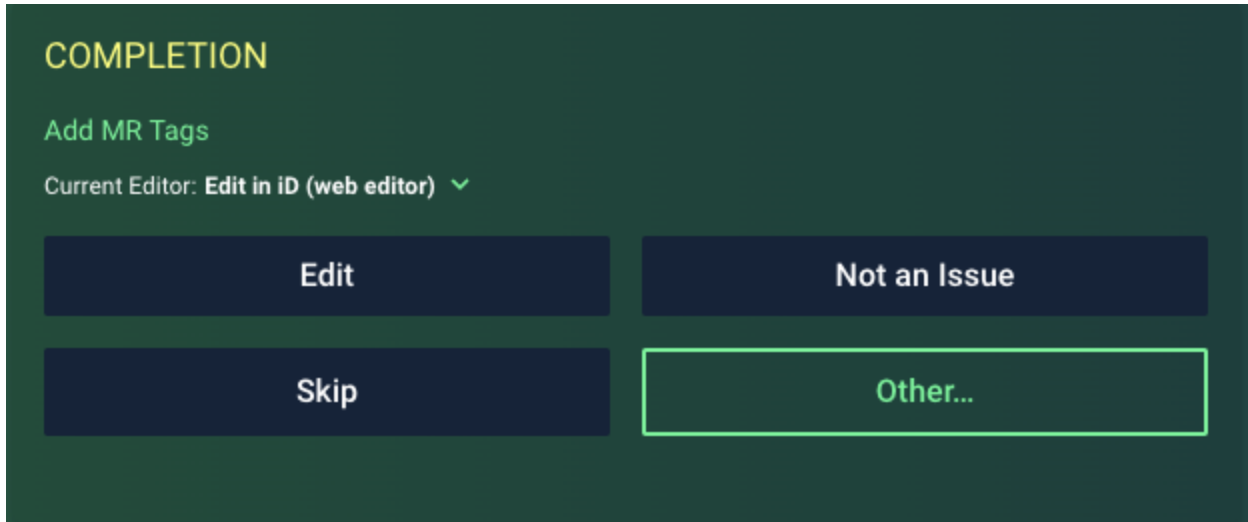 COMPLETION
Add MR Tags
Current Editor: Edit in iD (web editor)
Edit
Not an Issue
Skip
Other...